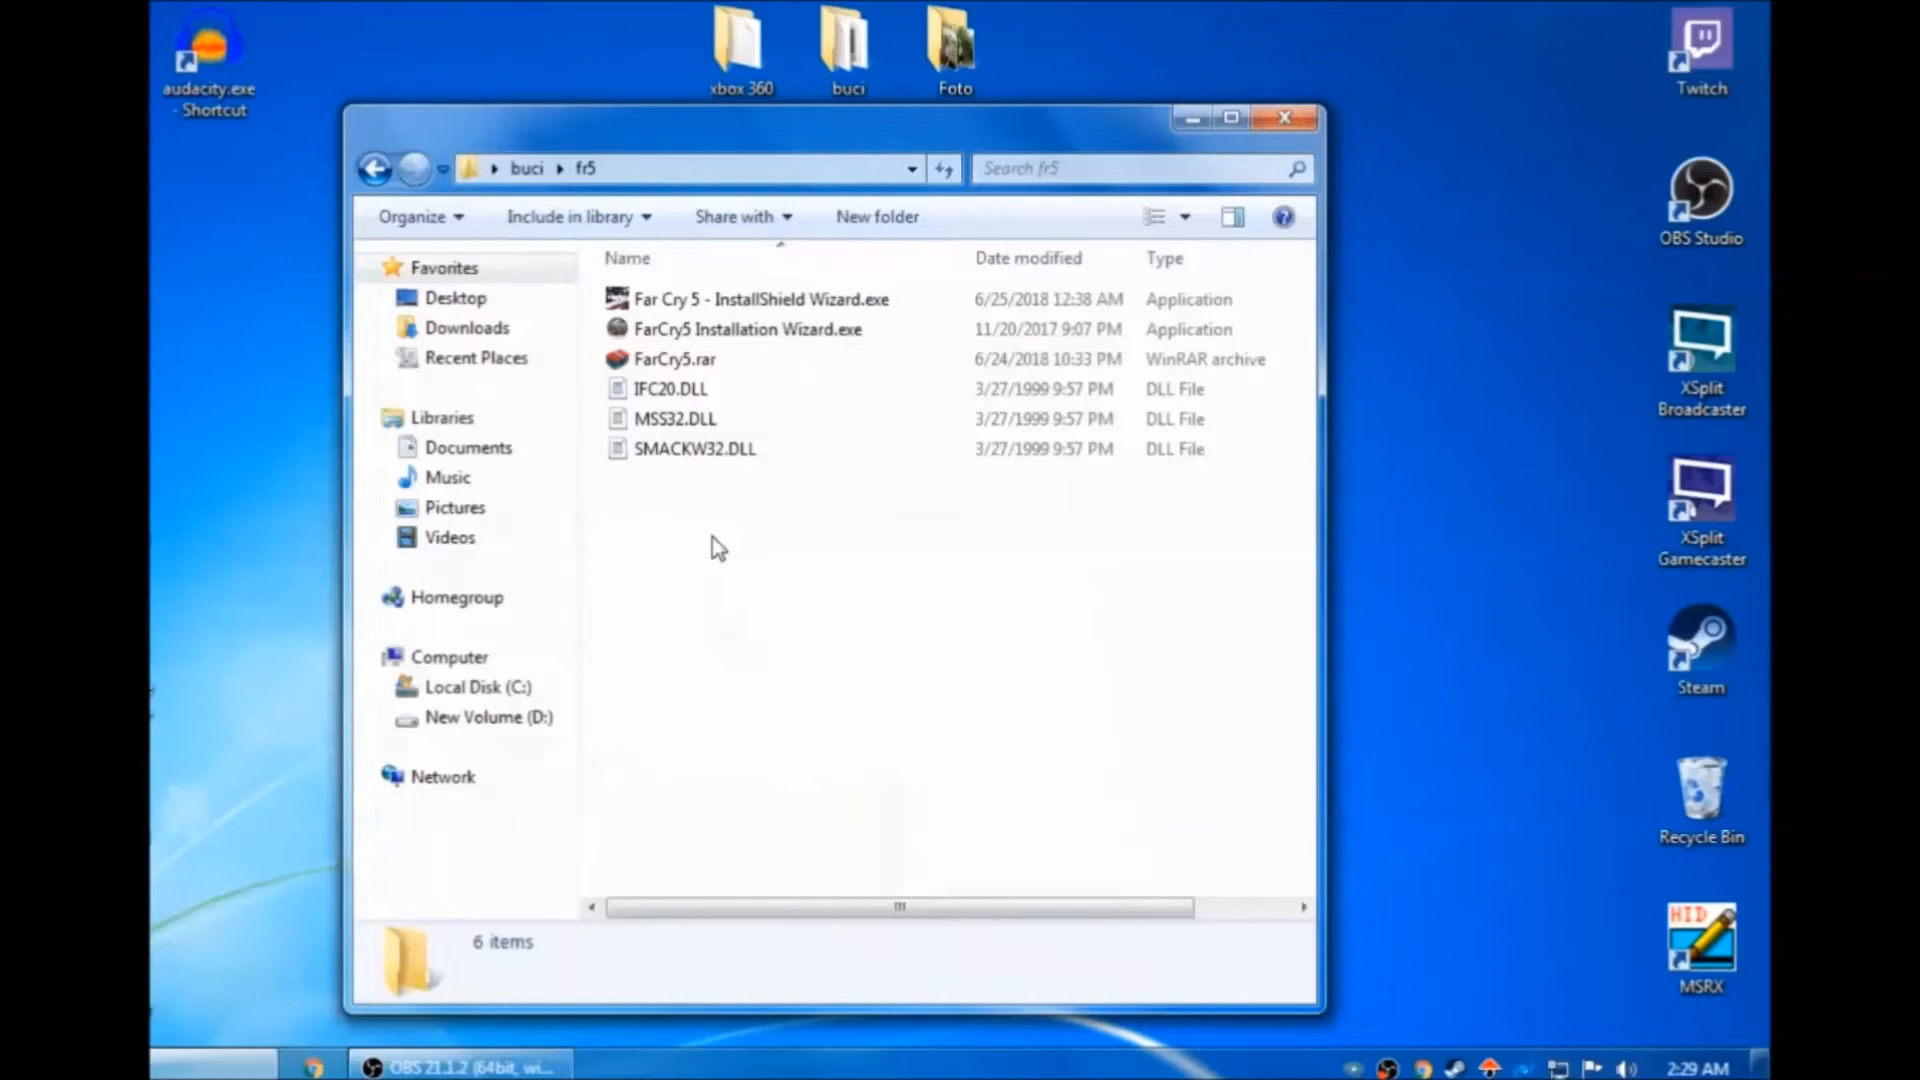 audacity.exe
- Shortcut
xbox 360
buci
Foto
Twitch
buci
fr5
Search fr5
Organize
Include in library
Share with
New folder
OBS Studio
Favorites
Desktop
Downloads
Recent Places
Libraries
Documents
Music
Pictures
Videos
Homegroup
Computer
Local Disk (C:)
New Volume (D:)
Network
Name Date modified Type
Far Cry 5 - InstallShield Wizard.exe 6/25/2018 12:38 AM Application
FarCry5 Installation Wizard.exe 11/20/2017 9:07 PM Application
FarCry5.rar 6/24/2018 10:33 PM WinRAR archive
IFC20.DLL 3/27/1999 9:57 PM DLL File
MSS32.DLL 3/27/1999 9:57 PM DLL File
SMACKW32.DLL 3/27/1999 9:57 PM DLL File
XSplit
Broadcaster
XSplit
Gamecaster
Steam
Recycle Bin
HID
MSRX
6 items
OBS 21.1.2 (64bit, wi...
2:29 AM